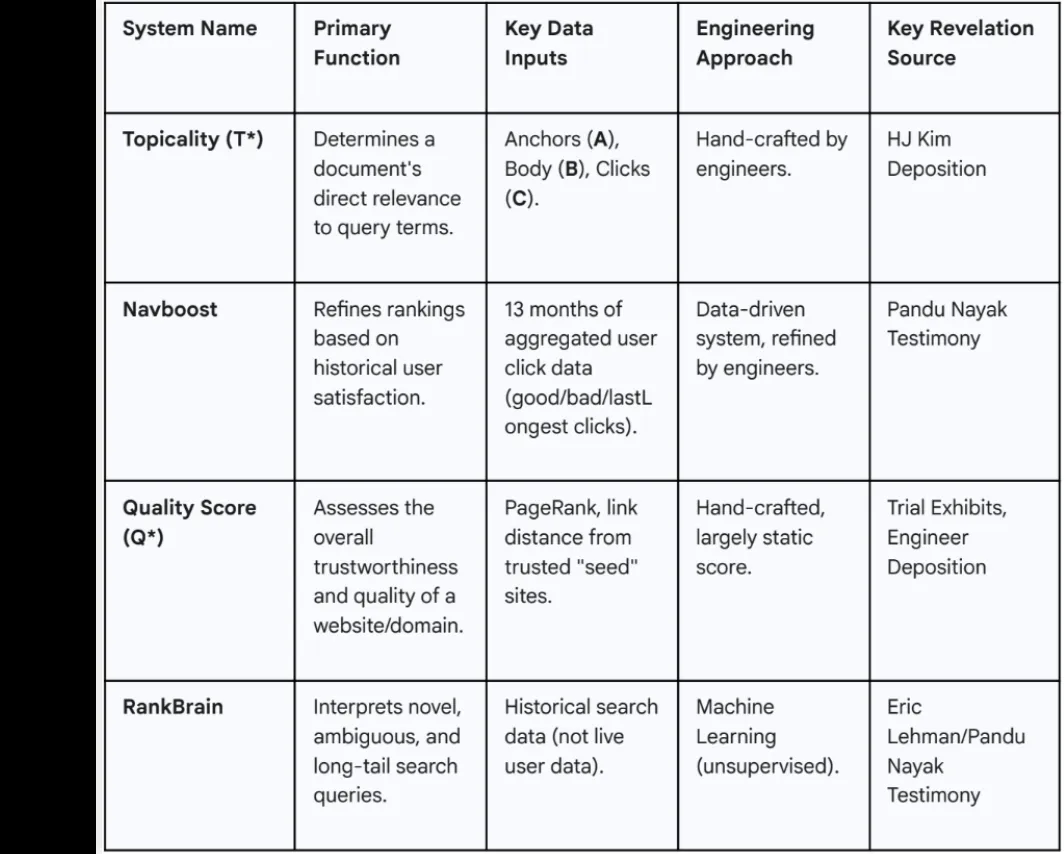 System Name
Primary
Function
Key Data
Inputs
Engineering
Approach
Key Revelation
Source
Topicality (T*)
Determines a
document's
direct relevance
to query terms.
Anchors (A),
Body (B), Clicks
(C).
Hand-crafted by
engineers.
HJ Kim
Deposition
Navboost
Refines rankings
based on
historical user
satisfaction.
13 months of
aggregated user
click data
(good/bad/lastL
ongest clicks).
Data-driven
system, refined
by engineers.
Pandu Nayak
Testimony
Quality Score
(Q*)
Assesses the
overall
trustworthiness
and quality of a
website/domain.
PageRank, link
distance from
trusted "seed"
sites.
Hand-crafted,
largely static
score.
Trial Exhibits,
Engineer
Deposition
RankBrain
Interprets novel,
ambiguous, and
long-tail search
queries.
Historical search
data (not live
user data).
Machine
Learning
(unsupervised).
Eric
Lehman/Pandu
Nayak
Testimony